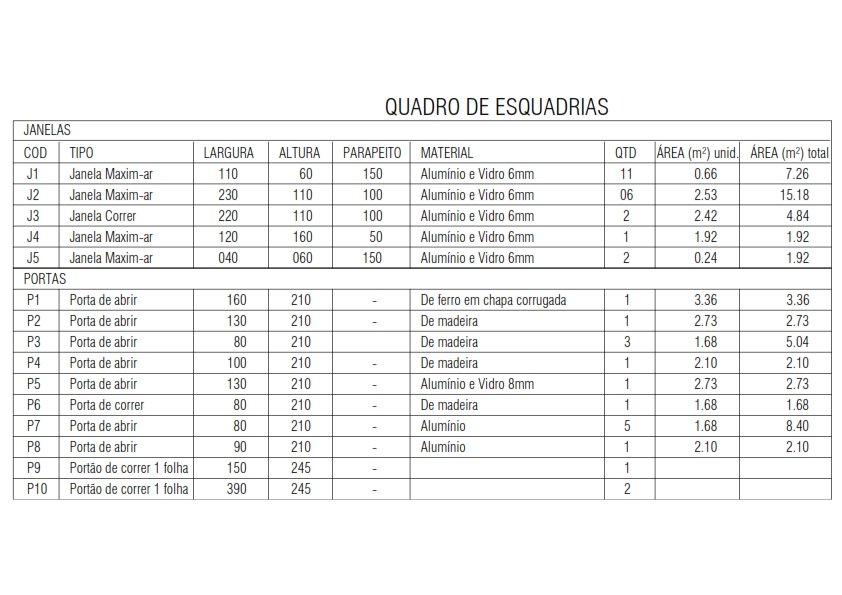 QUADRO DE ESQUADRIAS
JANELAS
COD TIPO LARGURA ALTURA PARAPEITO MATERIAL QTD ÁREA (m²) unid. ÁREA (m²) total
J1 Janela Maxim-ar 110 60 150 Alumínio e Vidro 6mm 11 0.66 7.26
J2 Janela Maxim-ar 230 110 100 Alumínio e Vidro 6mm 06 2.53 15.18
J3 Janela Correr 220 110 100 Alumínio e Vidro 6mm 2 2.42 4.84
J4 Janela Maxim-ar 120 160 50 Alumínio e Vidro 6mm 1 1.92 1.92
J5 Janela Maxim-ar 040 060 150 Alumínio e Vidro 6mm 2 0.24 1.92
PORTAS
P1 Porta de abrir 160 210 - De ferro em chapa corrugada 1 3.36 3.36
P2 Porta de abrir 130 210 - De madeira 1 2.73 2.73
P3 Porta de abrir 80 210 De madeira 3 1.68 5.04
P4 Porta de abrir 100 210 - De madeira 1 2.10 2.10
P5 Porta de abrir 130 210 - Alumínio e Vidro 8mm 1 2.73 2.73
P6 Porta de correr 80 210 - De madeira 1 1.68 1.68
P7 Porta de abrir 80 210 - Alumínio 5 1.68 8.40
P8 Porta de abrir 90 210 - Alumínio 1 2.10 2.10
P9 Portão de correr 1 folha 150 245 - 1
P10 Portão de correr 1 folha 390 245 - 2